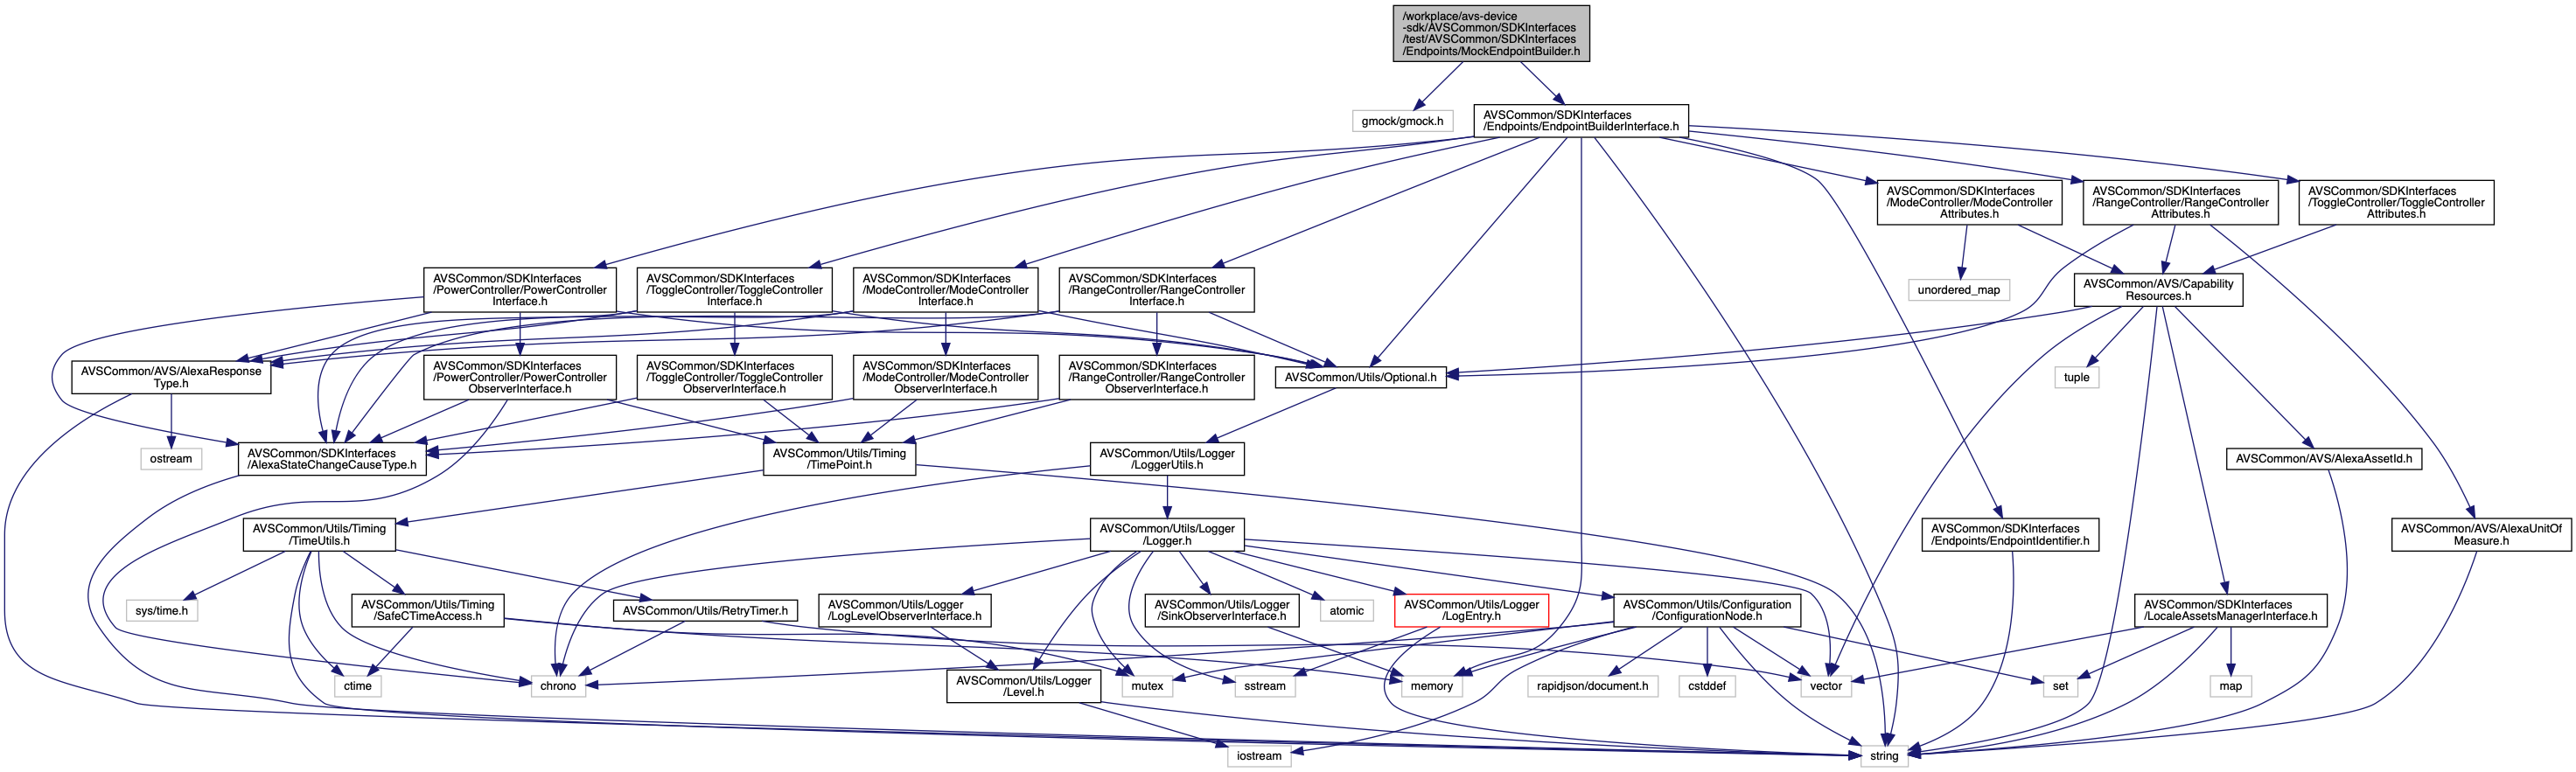 /workplace/avs-device
-sdk/AVSCommon/SDKInterfaces
/test/AVSCommon/SDKInterfaces
/Endpoints/MockEndpointBuilder.h
gmock/gmock.h
AVSCommon/SDKInterfaces
/Endpoints/EndpointBuilderInterface.h
AVSCommon/SDKInterfaces
/ModeController/ModeController
Attributes.h
AVSCommon/SDKInterfaces
/RangeController/RangeController
Attributes.h
AVSCommon/SDKInterfaces
/ToggleController/ToggleController
Attributes.h
AVSCommon/SDKInterfaces
/PowerController/PowerController
Interface.h
AVSCommon/SDKInterfaces
/ToggleController/ToggleController
Interface.h
AVSCommon/SDKInterfaces
/ModeController/ModeController
Interface.h
AVSCommon/SDKInterfaces
/RangeController/RangeController
Interface.h
unordered_map
AVSCommon/AVS/Capability
Resources.h
AVSCommon/AVS/AlexaResponse
Type.h
AVSCommon/SDKInterfaces
/PowerController/PowerController
ObserverInterface.h
AVSCommon/SDKInterfaces
/ToggleController/ToggleController
ObserverInterface.h
AVSCommon/SDKInterfaces
/ModeController/ModeController
ObserverInterface.h
AVSCommon/SDKInterfaces
/RangeController/RangeController
ObserverInterface.h
AVSCommon/Utils/Optional.h
tuple
ostream
AVSCommon/SDKInterfaces
/AlexaStateChangeCauseType.h
AVSCommon/Utils/Timing
/TimePoint.h
AVSCommon/Utils/Logger
/LoggerUtils.h
AVSCommon/AVS/AlexaAssetId.h
AVSCommon/Utils/Timing
/TimeUtils.h
AVSCommon/Utils/Logger
/Logger.h
AVSCommon/SDKInterfaces
/Endpoints/EndpointIdentifier.h
AVSCommon/AVS/AlexaUnitOf
Measure.h
sys/time.h
AVSCommon/Utils/Timing
/SafeCTimeAccess.h
AVSCommon/Utils/RetryTimer.h
AVSCommon/Utils/Logger
/LogLevelObserverInterface.h
AVSCommon/Utils/Logger
/SinkObserverInterface.h
atomic
AVSCommon/Utils/Logger
/LogEntry.h
AVSCommon/Utils/Configuration
/ConfigurationNode.h
AVSCommon/SDKInterfaces
/LocaleAssetsManagerInterface.h
ctime
chrono
AVSCommon/Utils/Logger
/Level.h
mutex
sstream
memory
rapidjson/document.h
cstddef
vector
set
map
iostream
string